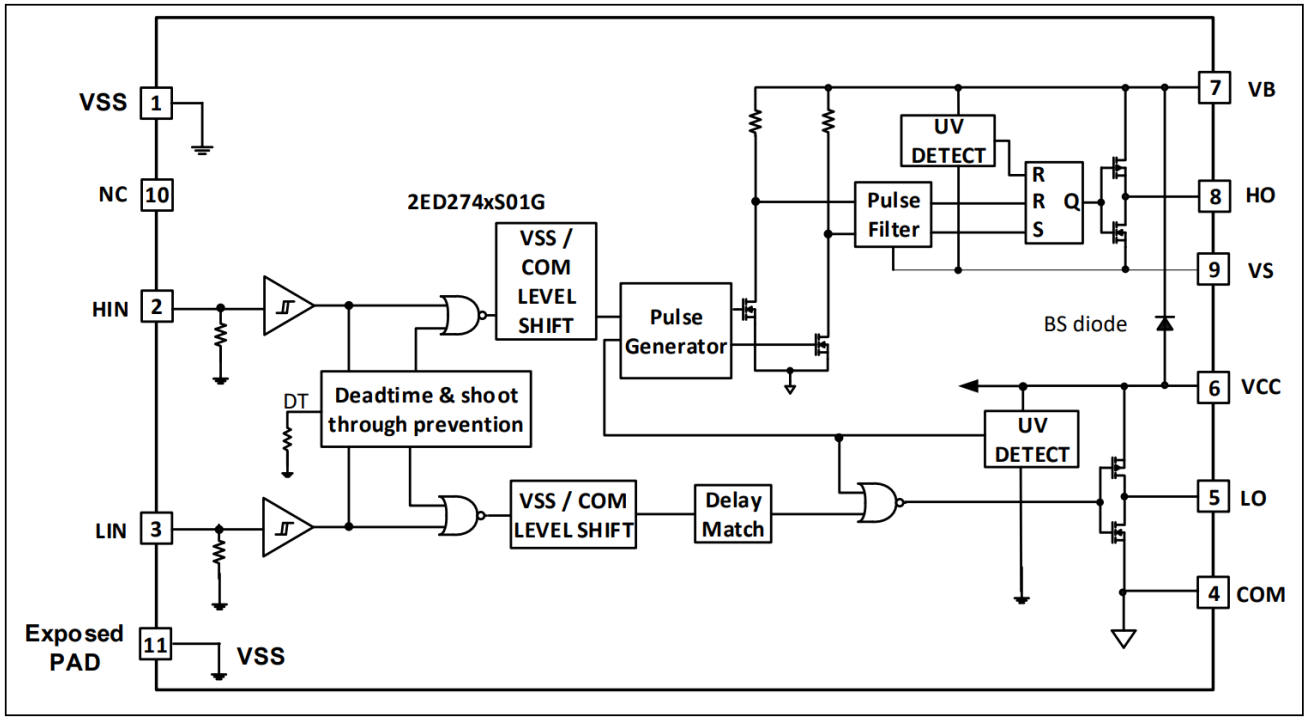 VSS 1
7 VB
UV
DETECT
NC 10
2ED274xS01G
R
Pulse
Filter
R Q
S
8 HO
VSS /
COM
LEVEL
SHIFT
9 VS
HIN 2
Pulse
Generator
BS diode
Deadtime & shoot
through prevention
DT
6 VCC
UV
DETECT
VSS / COM
LEVEL SHIFT
Delay
Match
5 LO
LIN 3
4 COM
Exposed
PAD
11
VSS